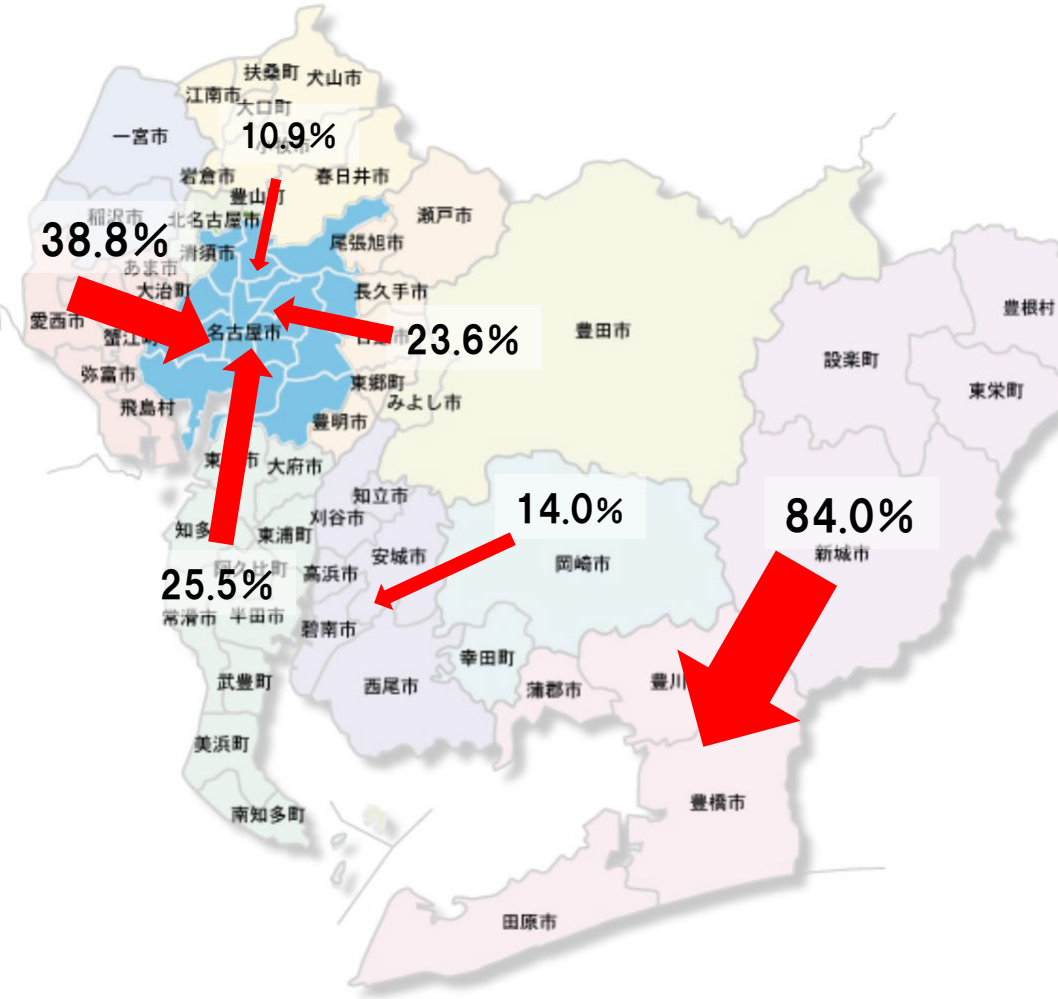 扶桑町
犬山市
江南市
大口町
10.9%
一宮市
岩倉市
春日井市
稲沢市
北名古屋市
瀬戸市
38.8%
清須市
尾張旭市
あま市
大治町
長久手市
愛西市
名古屋市
23.6%
豊田市
豊根村
設楽町
弥富市
東郷町
みよし市
東栄町
飛島村
豊明市
大府市
知立市
刈谷市
14.0%
84.0%
東浦町
安城市
岡崎市
新城市
高浜市
25.5%
常滑市
半田市
碧南市
幸田町
武豊町
西尾市
蒲郡市
豊川
美浜町
豊橋市
南知多町
田原市